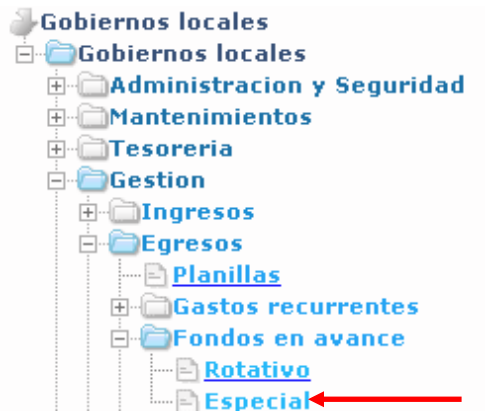 Gobiernos locales
Gobiernos locales
Administracion y Seguridad
Mantenimientos
Tesoreria
Gestion
Ingresos
Egresos
Planillas
Gastos recurrentes
Fondos en avance
Rotativo
Especial